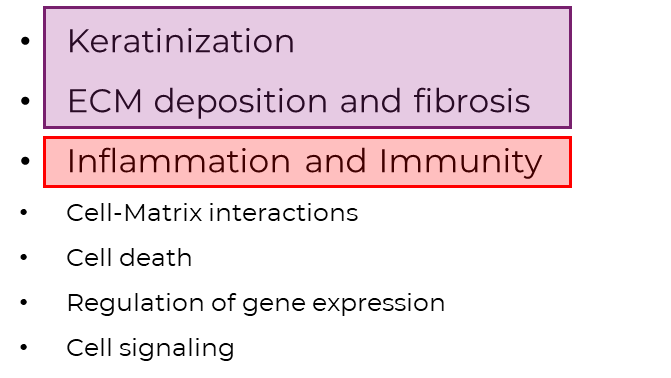 • Keratinization
• ECM deposition and fibrosis
• Inflammation and Immunity
• Cell-Matrix interactions
• Cell death
• Regulation of gene expression
• Cell signaling